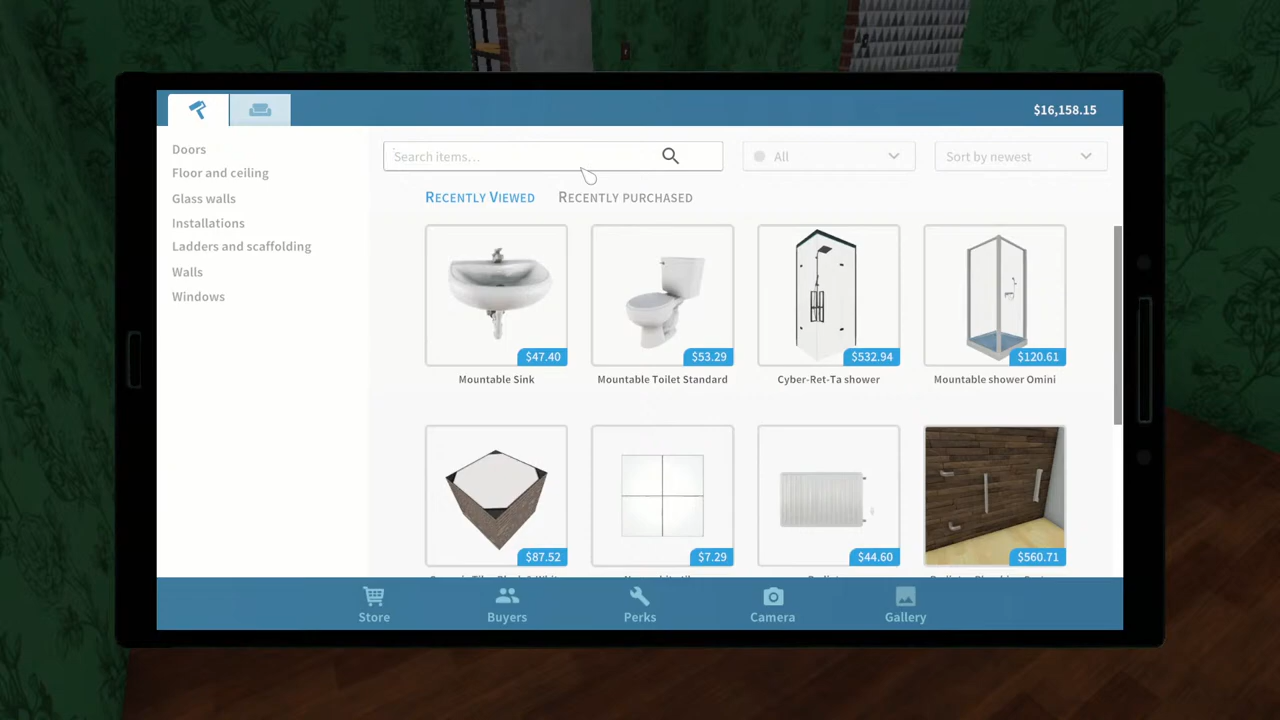 $16,158.15
Doors
Floor and ceiling
Glass walls
Installations
Ladders and scaffolding
Walls
Windows
Search items...
All
Sort by newest
RECENTLY VIEWED
RECENTLY PURCHASED
$47.40
$53.29
$532.94
$120.61
Mountable Sink
Mountable Toilet Standard
Cyber-Ret-Ta shower
Mountable shower Omini
$87.52
$7.29
$44.60
$560.71
Store
Buyers
Perks
Camera
Gallery